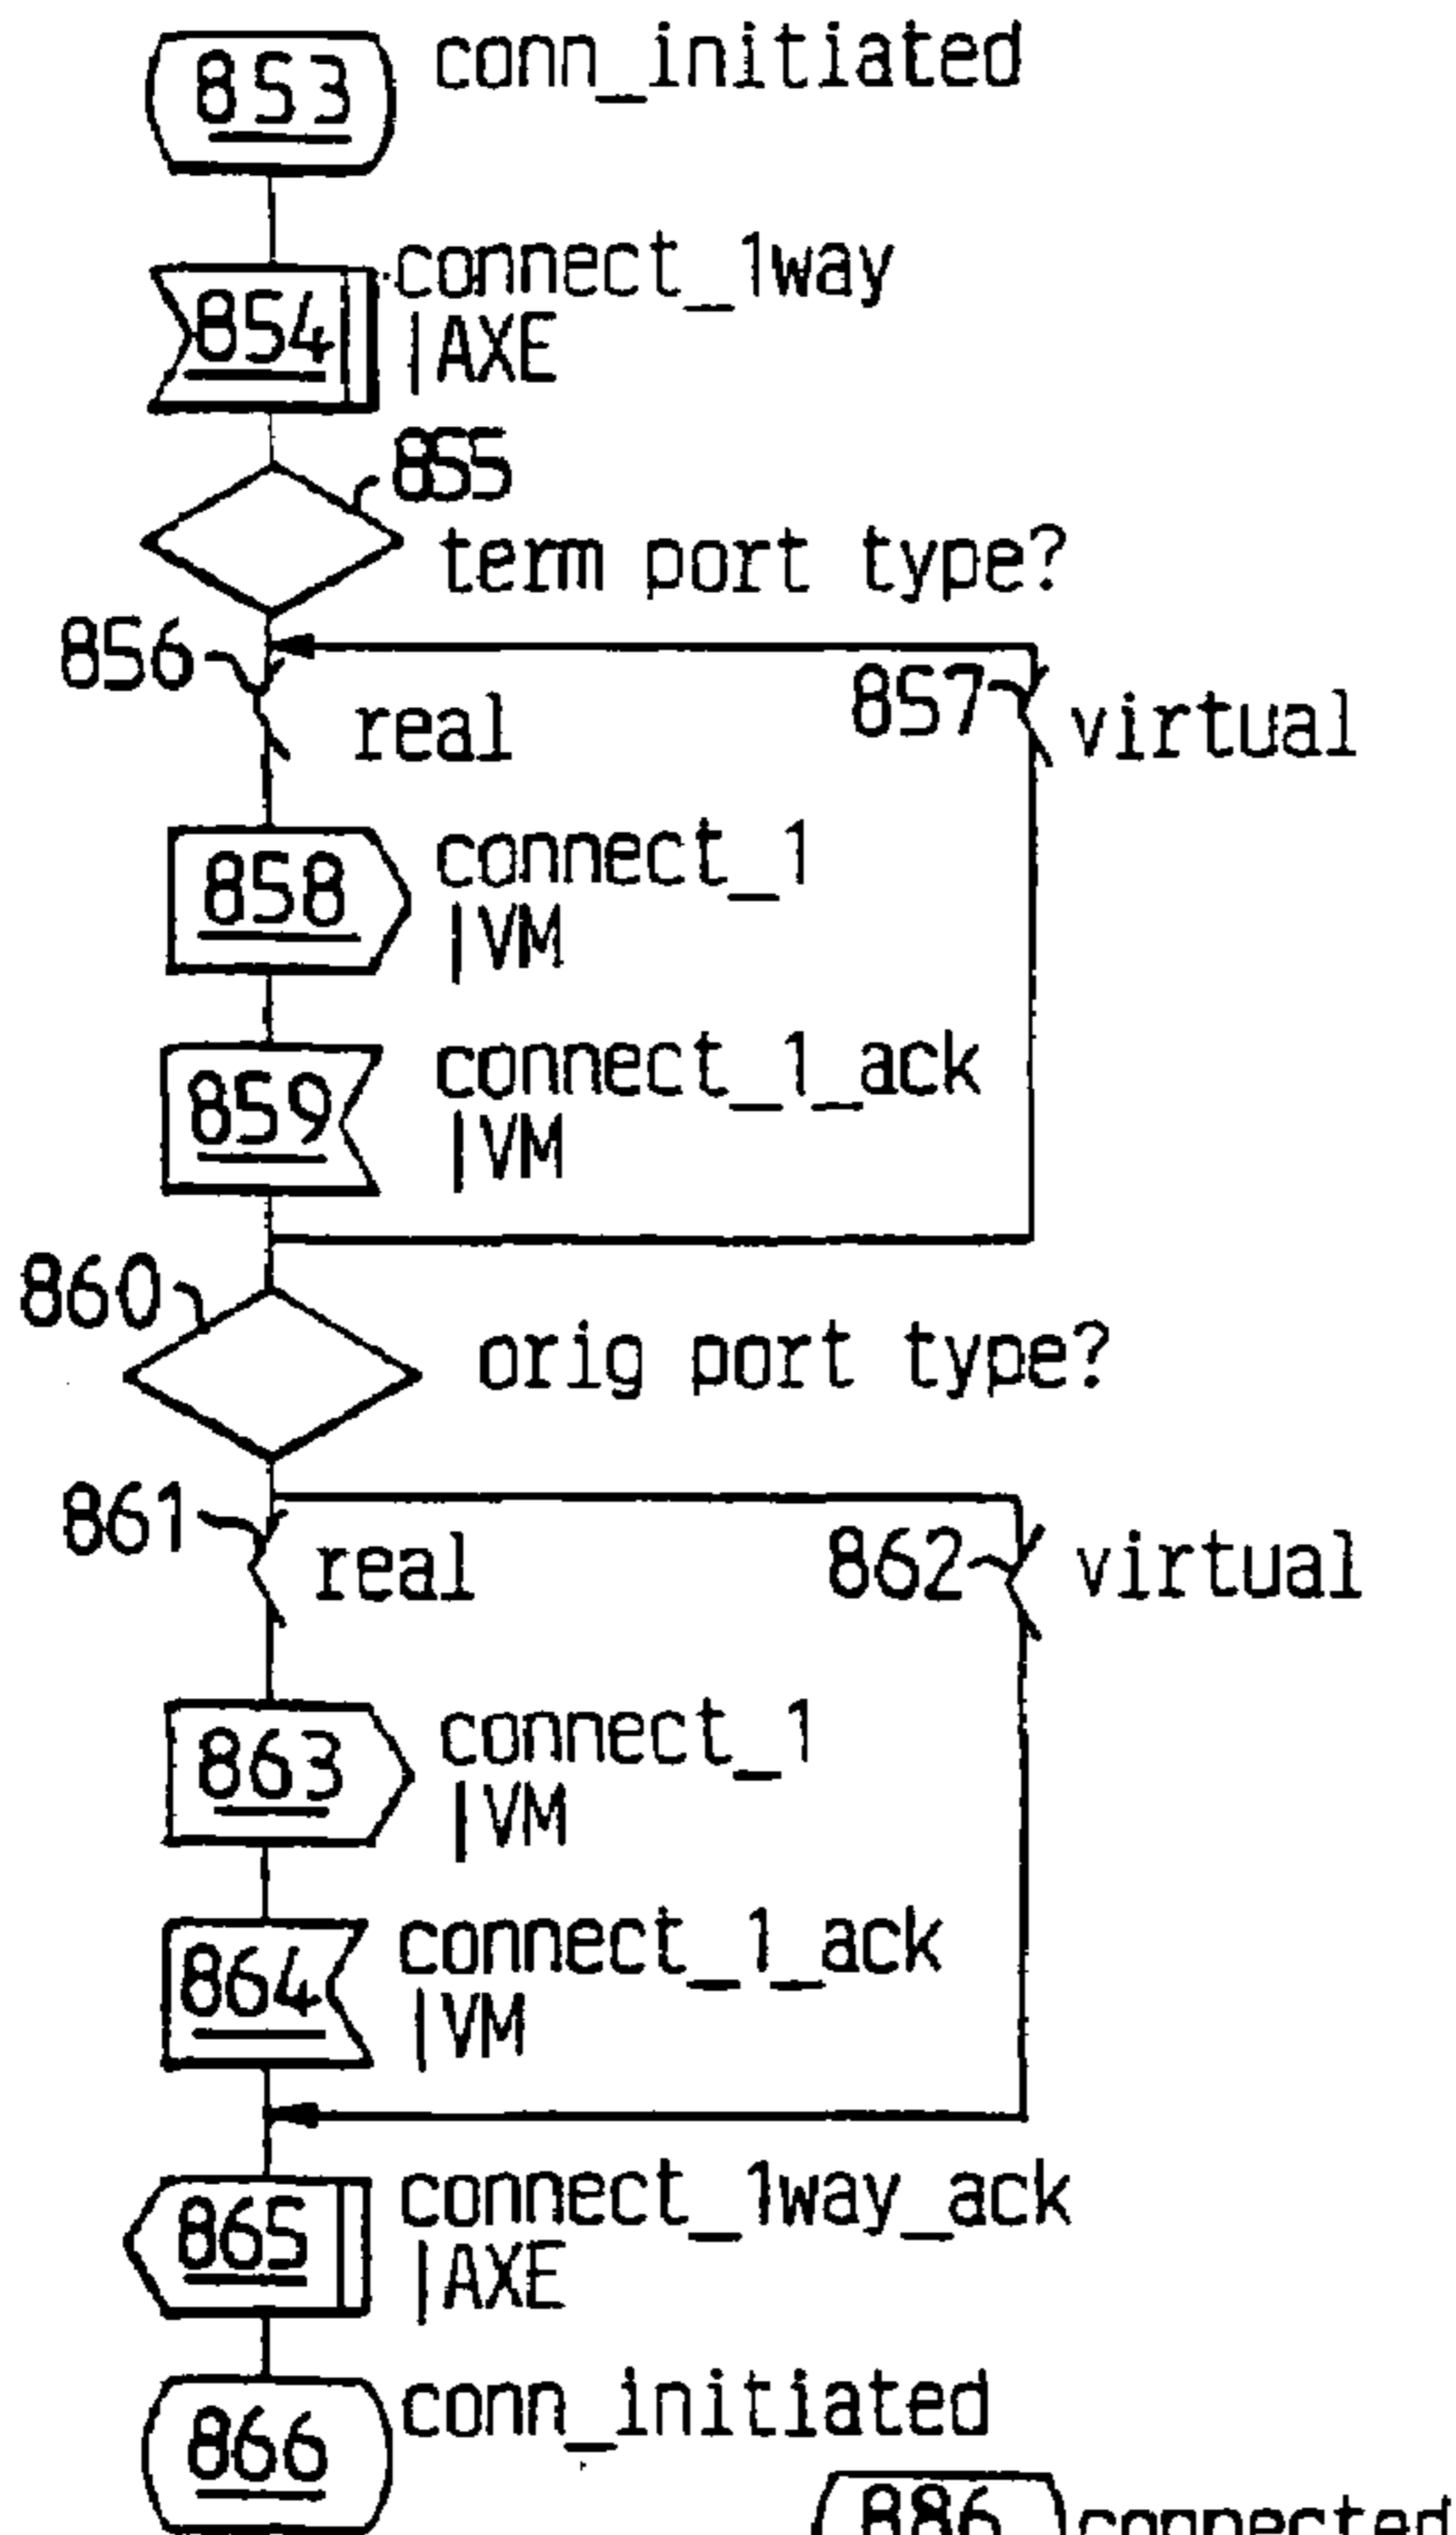 853 conn_initiated
854 connect_1way
|AXE
855
term port type?
856 real 857 virtual
858 connect_1
|VM
859 connect_1_ack
|VM
860 orig port type?
861 real 862 virtual
863 connect_1
|VM
864 connect_1_ack
|VM
865 connect_1way_ack
|AXE
866 conn_initiated
886 connected